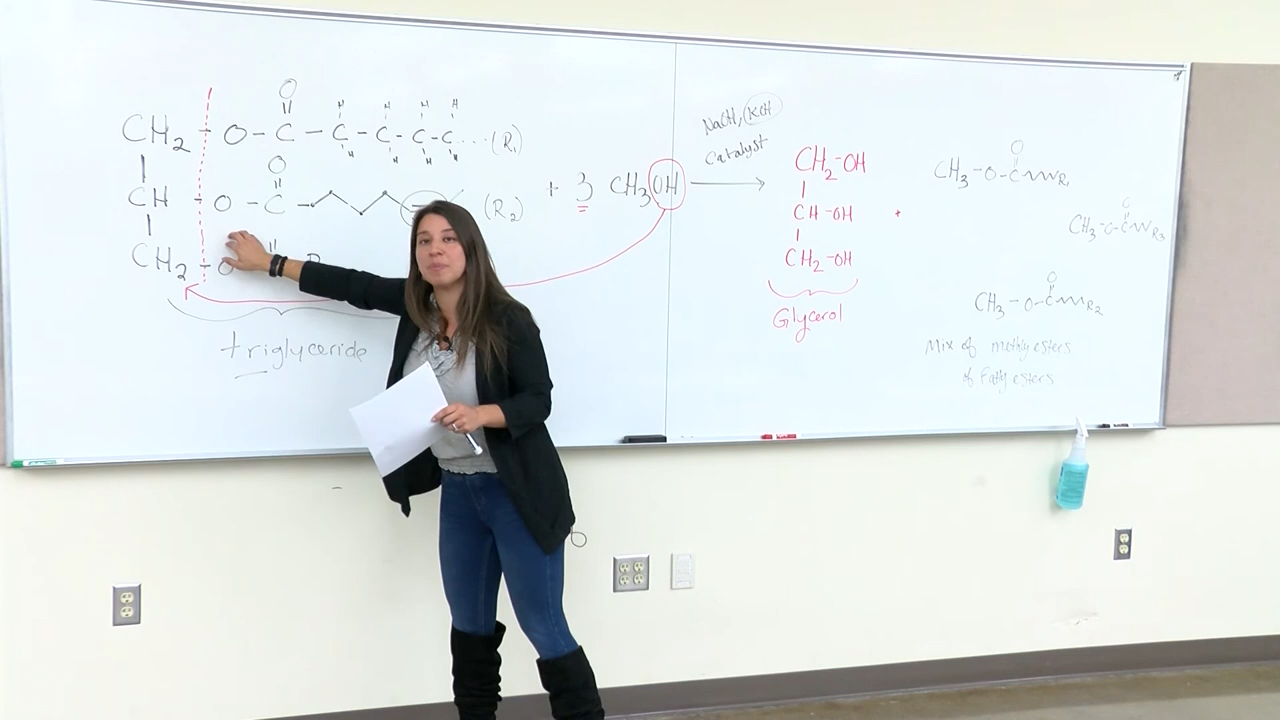 O
CH₂ - O - C - C - C - C - C ..... (R₁)
H H H H
H H H H
O
CH - O - C - (R₂)
CH₂ - O
triglyceride
+ 3 CH₃OH
NaOH, KOH
Catalyst
CH₂-OH
CH-OH
CH₂-OH
Glycerol
+
O
CH₃-O-C-R₁
O
CH₃-O-C-R₃
O
CH₃-O-C-R₂
Mix of methly esters
of Fatty esters